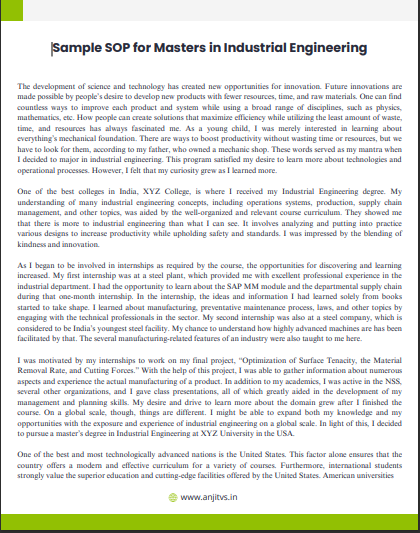 Sample SOP for Masters in Industrial Engineering
The development of science and technology has created new opportunities for innovation. Future innovations are
made possible by people's desire to develop new products with fewer resources, time, and raw materials. One can find
countless ways to improve each product and system while using a broad range of disciplines, such as physics,
mathematics, etc. How people can create solutions that maximize efficiency while utilizing the least amount of waste,
time, and resources has always fascinated me. As a young child, I was merely interested in learning about
everything's mechanical foundation. There are ways to boost productivity without wasting time or resources, but we
have to look for them, according to my father, who owned a mechanic shop. These words served as my mantra when
I decided to major in industrial engineering. This program satisfied my desire to learn more about technologies and
operational processes. However, I felt that my curiosity grew as I learned more.
One of the best colleges in India, XYZ College, is where I received my Industrial Engineering degree. My
understanding of many industrial engineering concepts, including operations systems, production, supply chain
management, and other topics, was aided by the well-organized and relevant course curriculum. They showed me
that there is more to industrial engineering than what I can see. It involves analyzing and putting into practice
various designs to increase productivity while upholding safety and standards. I was impressed by the blending of
kindness and innovation.
As I began to be involved in internships as required by the course, the opportunities for discovering and learning
increased. My first internship was at a steel plant, which provided me with excellent professional experience in the
industrial department. I had the opportunity to learn about the SAP MM module and the departmental supply chain
during that one-month internship. In the internship, the ideas and information I had learned solely from books
started to take shape. I learned about manufacturing, preventative maintenance process, laws, and other topics by
engaging with the technical professionals in the sector. My second internship was also at a steel company, which is
considered to be India's youngest steel facility. My chance to understand how highly advanced machines are has been
facilitated by that. The several manufacturing-related features of an industry were also taught to me here.
I was motivated by my internships to work on my final project, "Optimization of Surface Tenacity, the Material
Removal Rate, and Cutting Forces." With the help of this project, I was able to gather information about numerous
aspects and experience the actual manufacturing of a product. In addition to my academics, I was active in the NSS,
several other organizations, and I gave class presentations, all of which greatly aided in the development of my
management and planning skills. My desire and drive to learn more about the domain grew after I finished the
course. On a global scale, though, things are different. I might be able to expand both my knowledge and my
opportunities with the exposure and experience of industrial engineering on a global scale. In light of this, I decided
to pursue a master's degree in Industrial Engineering at XYZ University in the USA.
One of the best and most technologically advanced nations is the United States. This factor alone ensures that the
country offers a modern and effective curriculum for a variety of courses. Furthermore, international students
strongly value the superior education and cutting-edge facilities offered by the United States. American universities
www.anjitvs.in